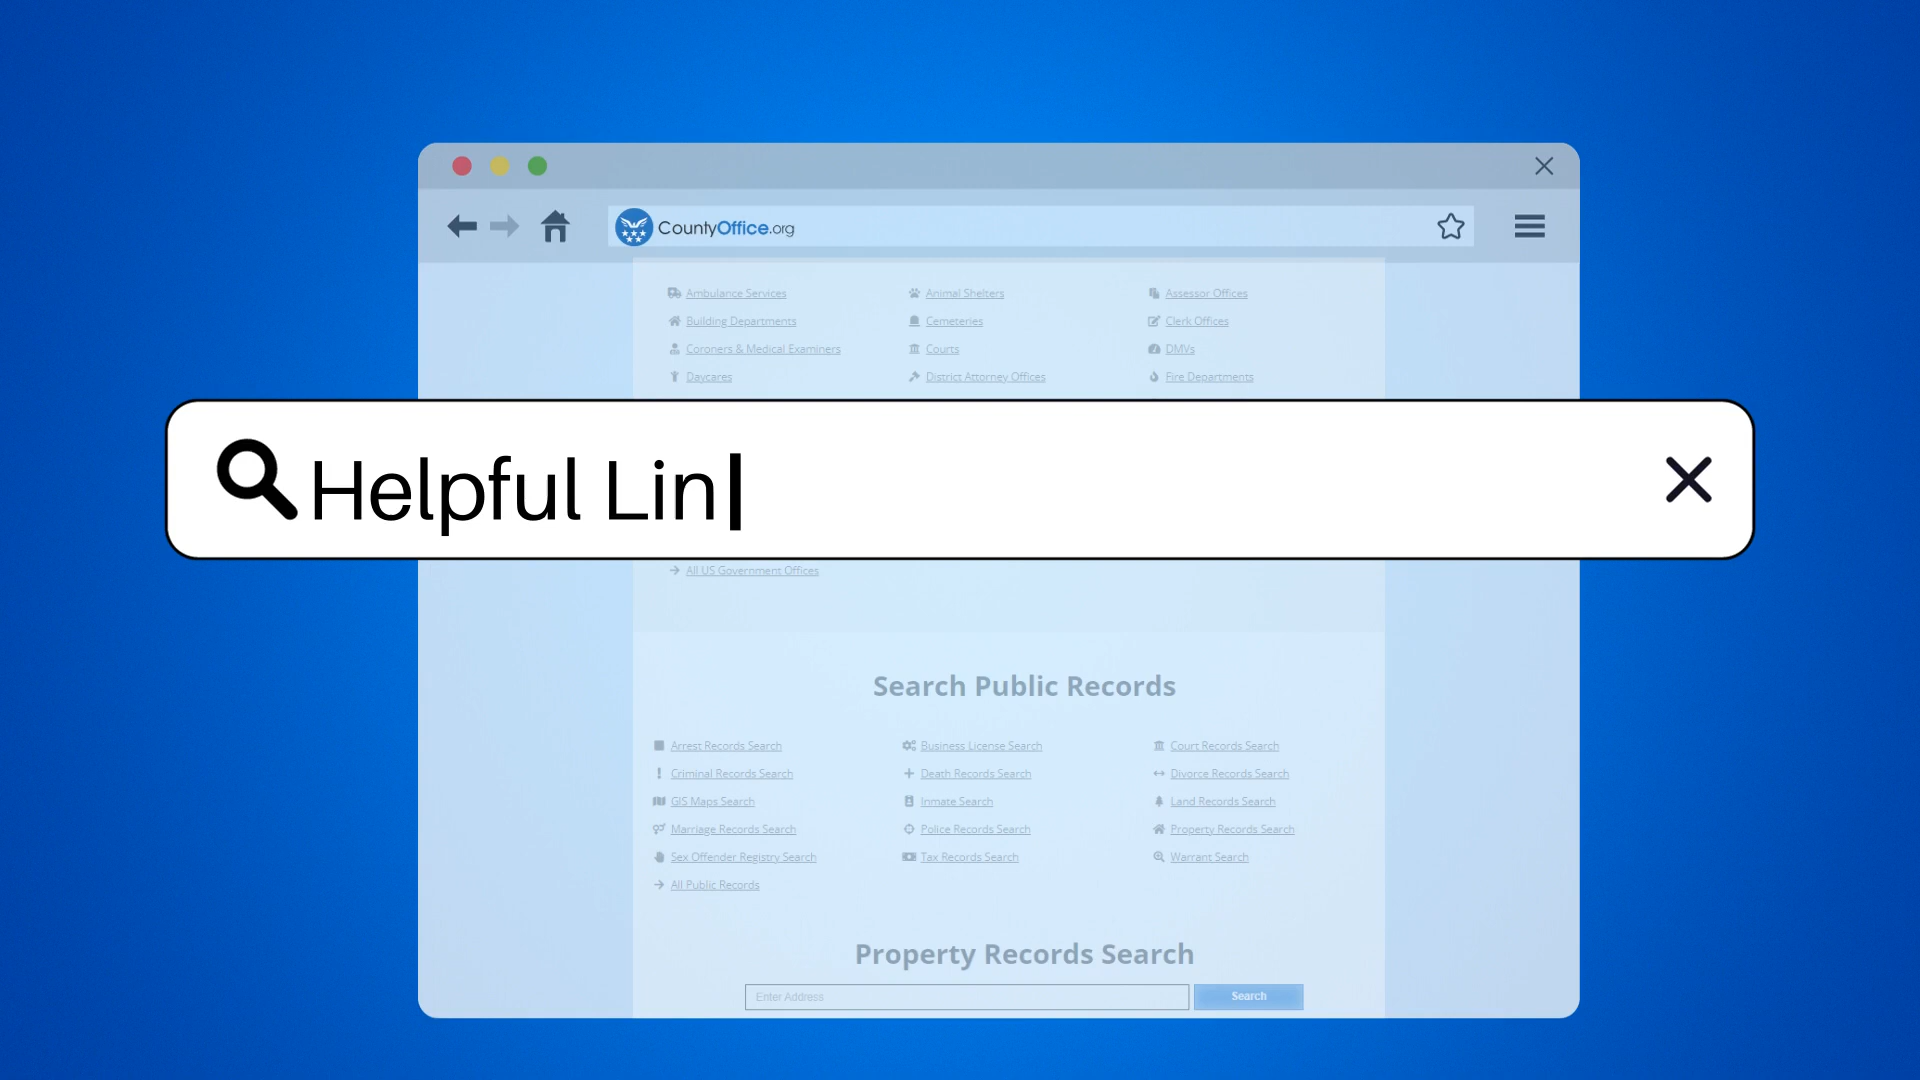 CountyOffice.org
Ambulance Services Animal Shelters Assessor Offices
Building Departments Cemeteries Clerk Offices
Coroners & Medical Examiners Courts DMVs
Daycares District Attorney Offices Fire Departments
Helpful Lin
All US Government Offices
Search Public Records
Arrest Records Search Business License Search Court Records Search
Criminal Records Search Death Records Search Divorce Records Search
GIS Maps Search Inmate Search Land Records Search
Marriage Records Search Police Records Search Property Records Search
Sex Offender Registry Search Tax Records Search Warrant Search
All Public Records
Property Records Search
Enter Address Search